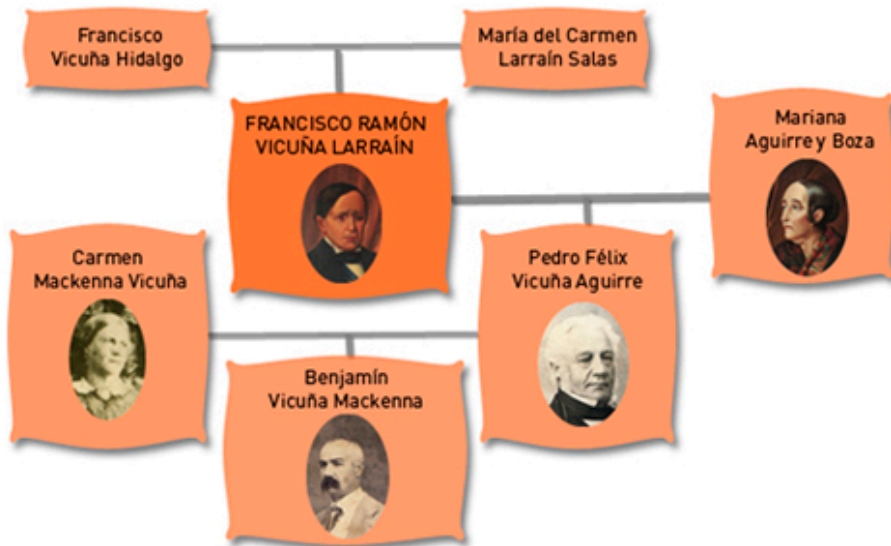 Francisco
Vicuña Hidalgo
María del Carmen
Larraín Salas
FRANCISCO RAMÓN
VICUÑA LARRAÍN
Mariana
Aguirre y Boza
Carmen
Mackenna Vicuña
Pedro Félix
Vicuña Aguirre
Benjamín
Vicuña Mackenna